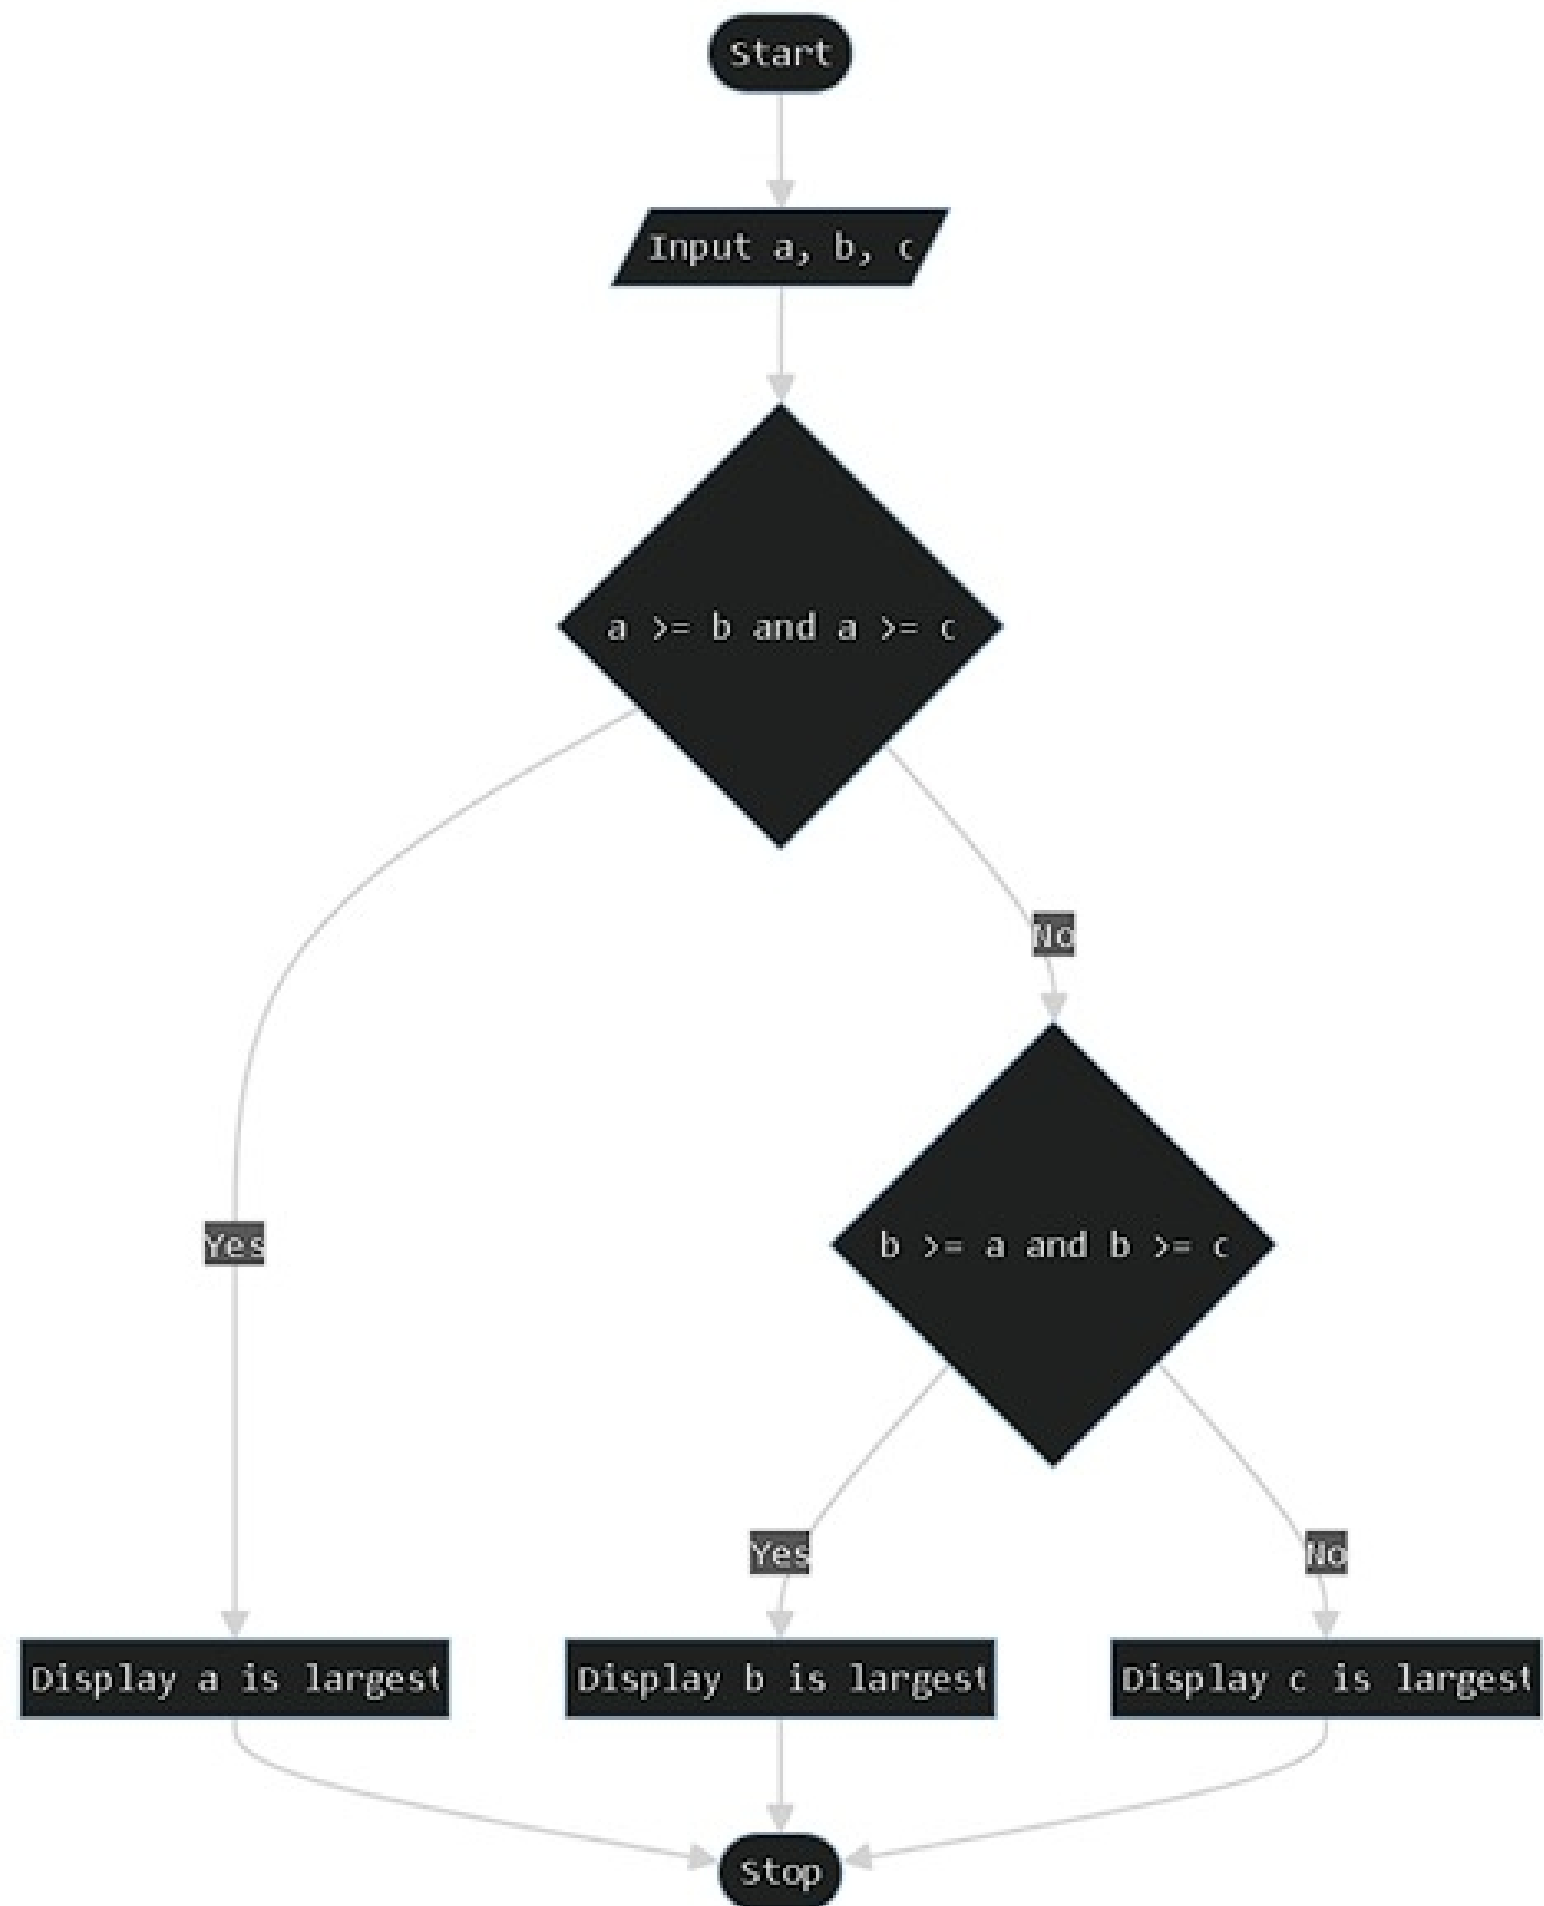 Start
Input a, b, c
a >= b and a >= c
No
Yes
b >= a and b >= c
Yes
No
Display a is largest
Display b is largest
Display c is largest
Stop